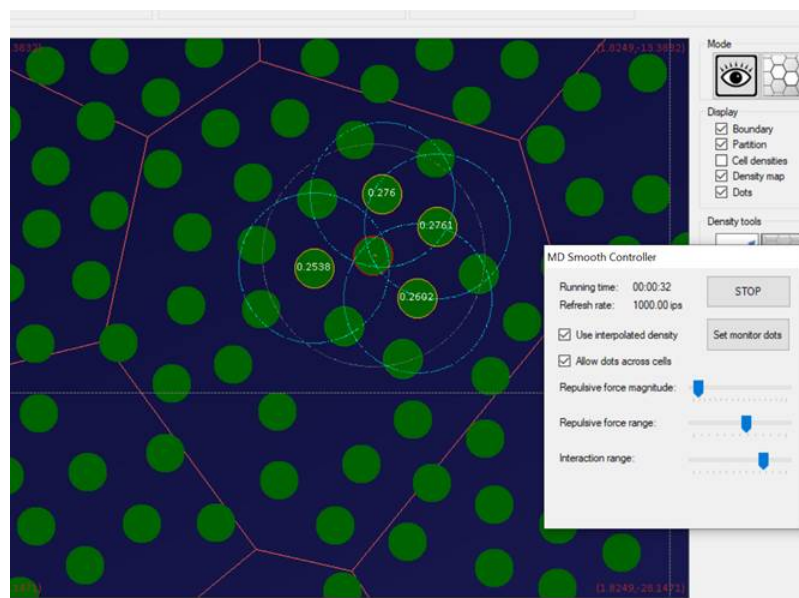 (1.8249,-13.3632)
0.276
0.2761
0.2538
0.2602
Mode
Display
Boundary
Partition
Cell densities
Density map
Dots
Density tools
MD Smooth Controller
Running time: 00:00:32
STOP
Refresh rate: 1000.00 ips
Use interpolated density
Set monitor dots
Allow dots across cells
Repulsive force magnitude:
Repulsive force range:
Interaction range:
(1.8249,-28.1471)